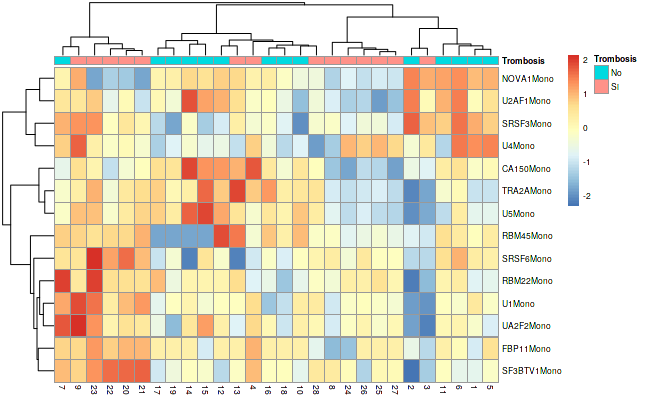 Trombosis
NOVA1Mono
U2AF1Mono
SRSF3Mono
U4Mono
CA150Mono
TRA2AMono
U5Mono
RBM45Mono
SRSF6Mono
RBM22Mono
U1Mono
UA2F2Mono
FBP11Mono
SF3BTV1Mono
7 9 23 22 20 21 17 19 14 15 12 13 4 16 18 10 28 8 24 26 25 27 2 3 11 6 1 5
2
1
0
-1
-2
Trombosis
No
SI